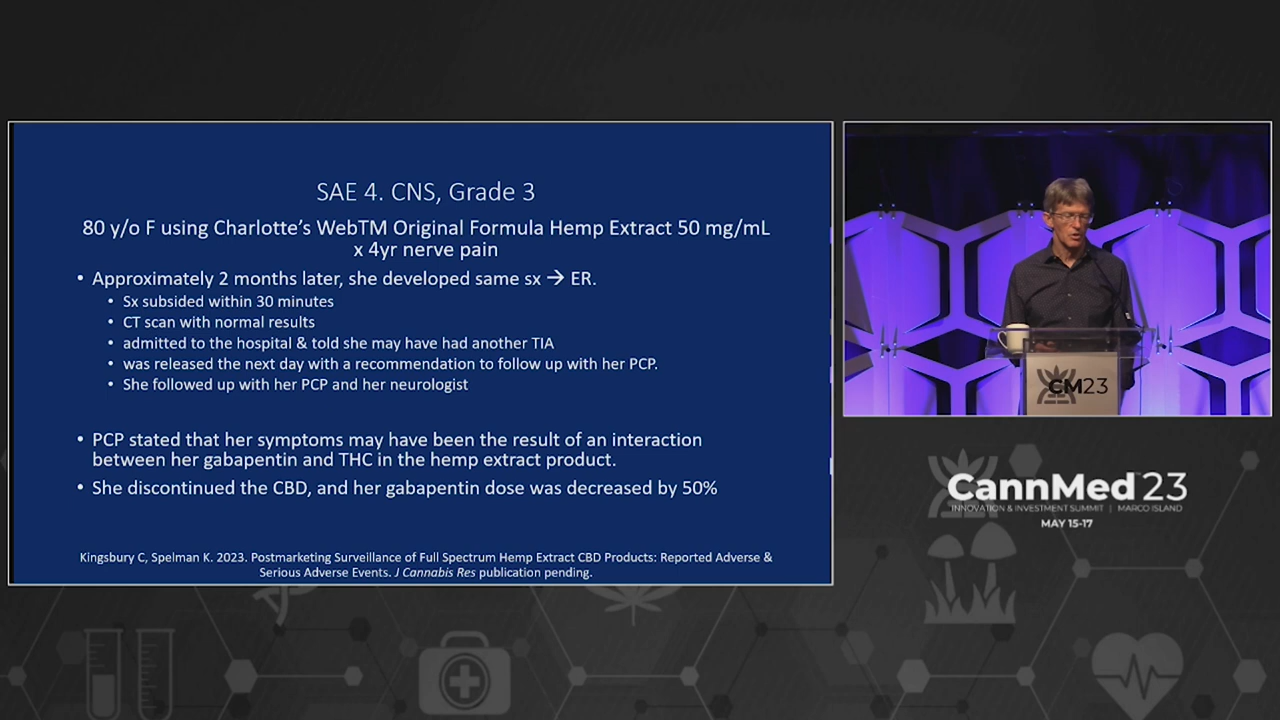 SAE 4. CNS, Grade 3
80 y/o F using Charlotte's WebTM Original Formula Hemp Extract 50 mg/mL
x 4yr nerve pain
• Approximately 2 months later, she developed same sx → ER.
• Sx subsided within 30 minutes
• CT scan with normal results
• admitted to the hospital & told she may have had another TIA
• was released the next day with a recommendation to follow up with her PCP.
• She followed up with her PCP and her neurologist
• PCP stated that her symptoms may have been the result of an interaction
between her gabapentin and THC in the hemp extract product.
• She discontinued the CBD, and her gabapentin dose was decreased by 50%
Kingsbury C, Spelman K. 2023. Postmarketing Surveillance of Full Spectrum Hemp Extract CBD Products: Reported Adverse &
Serious Adverse Events. J Cannabis Res publication pending.
CM23
CannMed 23
INNOVATION & INVESTMENT SUMMIT | MARCO ISLAND
MAY 15-17